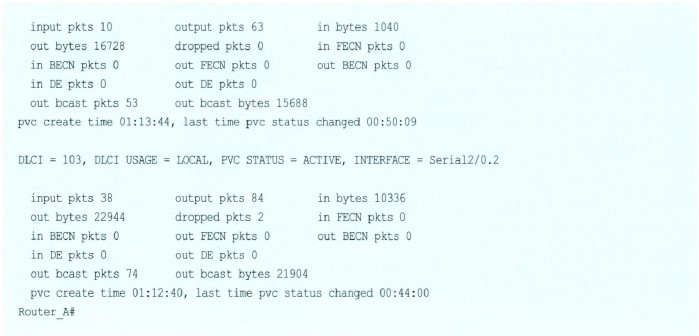 input pkts 10 output pkts 63 in bytes 1040
out bytes 16728 dropped pkts 0 in FECN pkts 0
in BECN pkts 0 out FECN pkts 0 out BECN pkts 0
in DE pkts 0 out DE pkts 0
out bcast pkts 53 out bcast bytes 15688
pvc create time 01:13:44, last time pvc status changed 00:50:09
DLCI = 103, DLCI USAGE = LOCAL, PVC STATUS = ACTIVE, INTERFACE = Serial2/0.2
input pkts 38 output pkts 84 in bytes 10336
out bytes 22944 dropped pkts 2 in FECN pkts 0
in BECN pkts 0 out FECN pkts 0 out BECN pkts 0
in DE pkts 0 out DE pkts 0
out bcast pkts 74 out bcast bytes 21904
pvc create time 01:12:40, last time pvc status changed 00:44:00
Router_A#